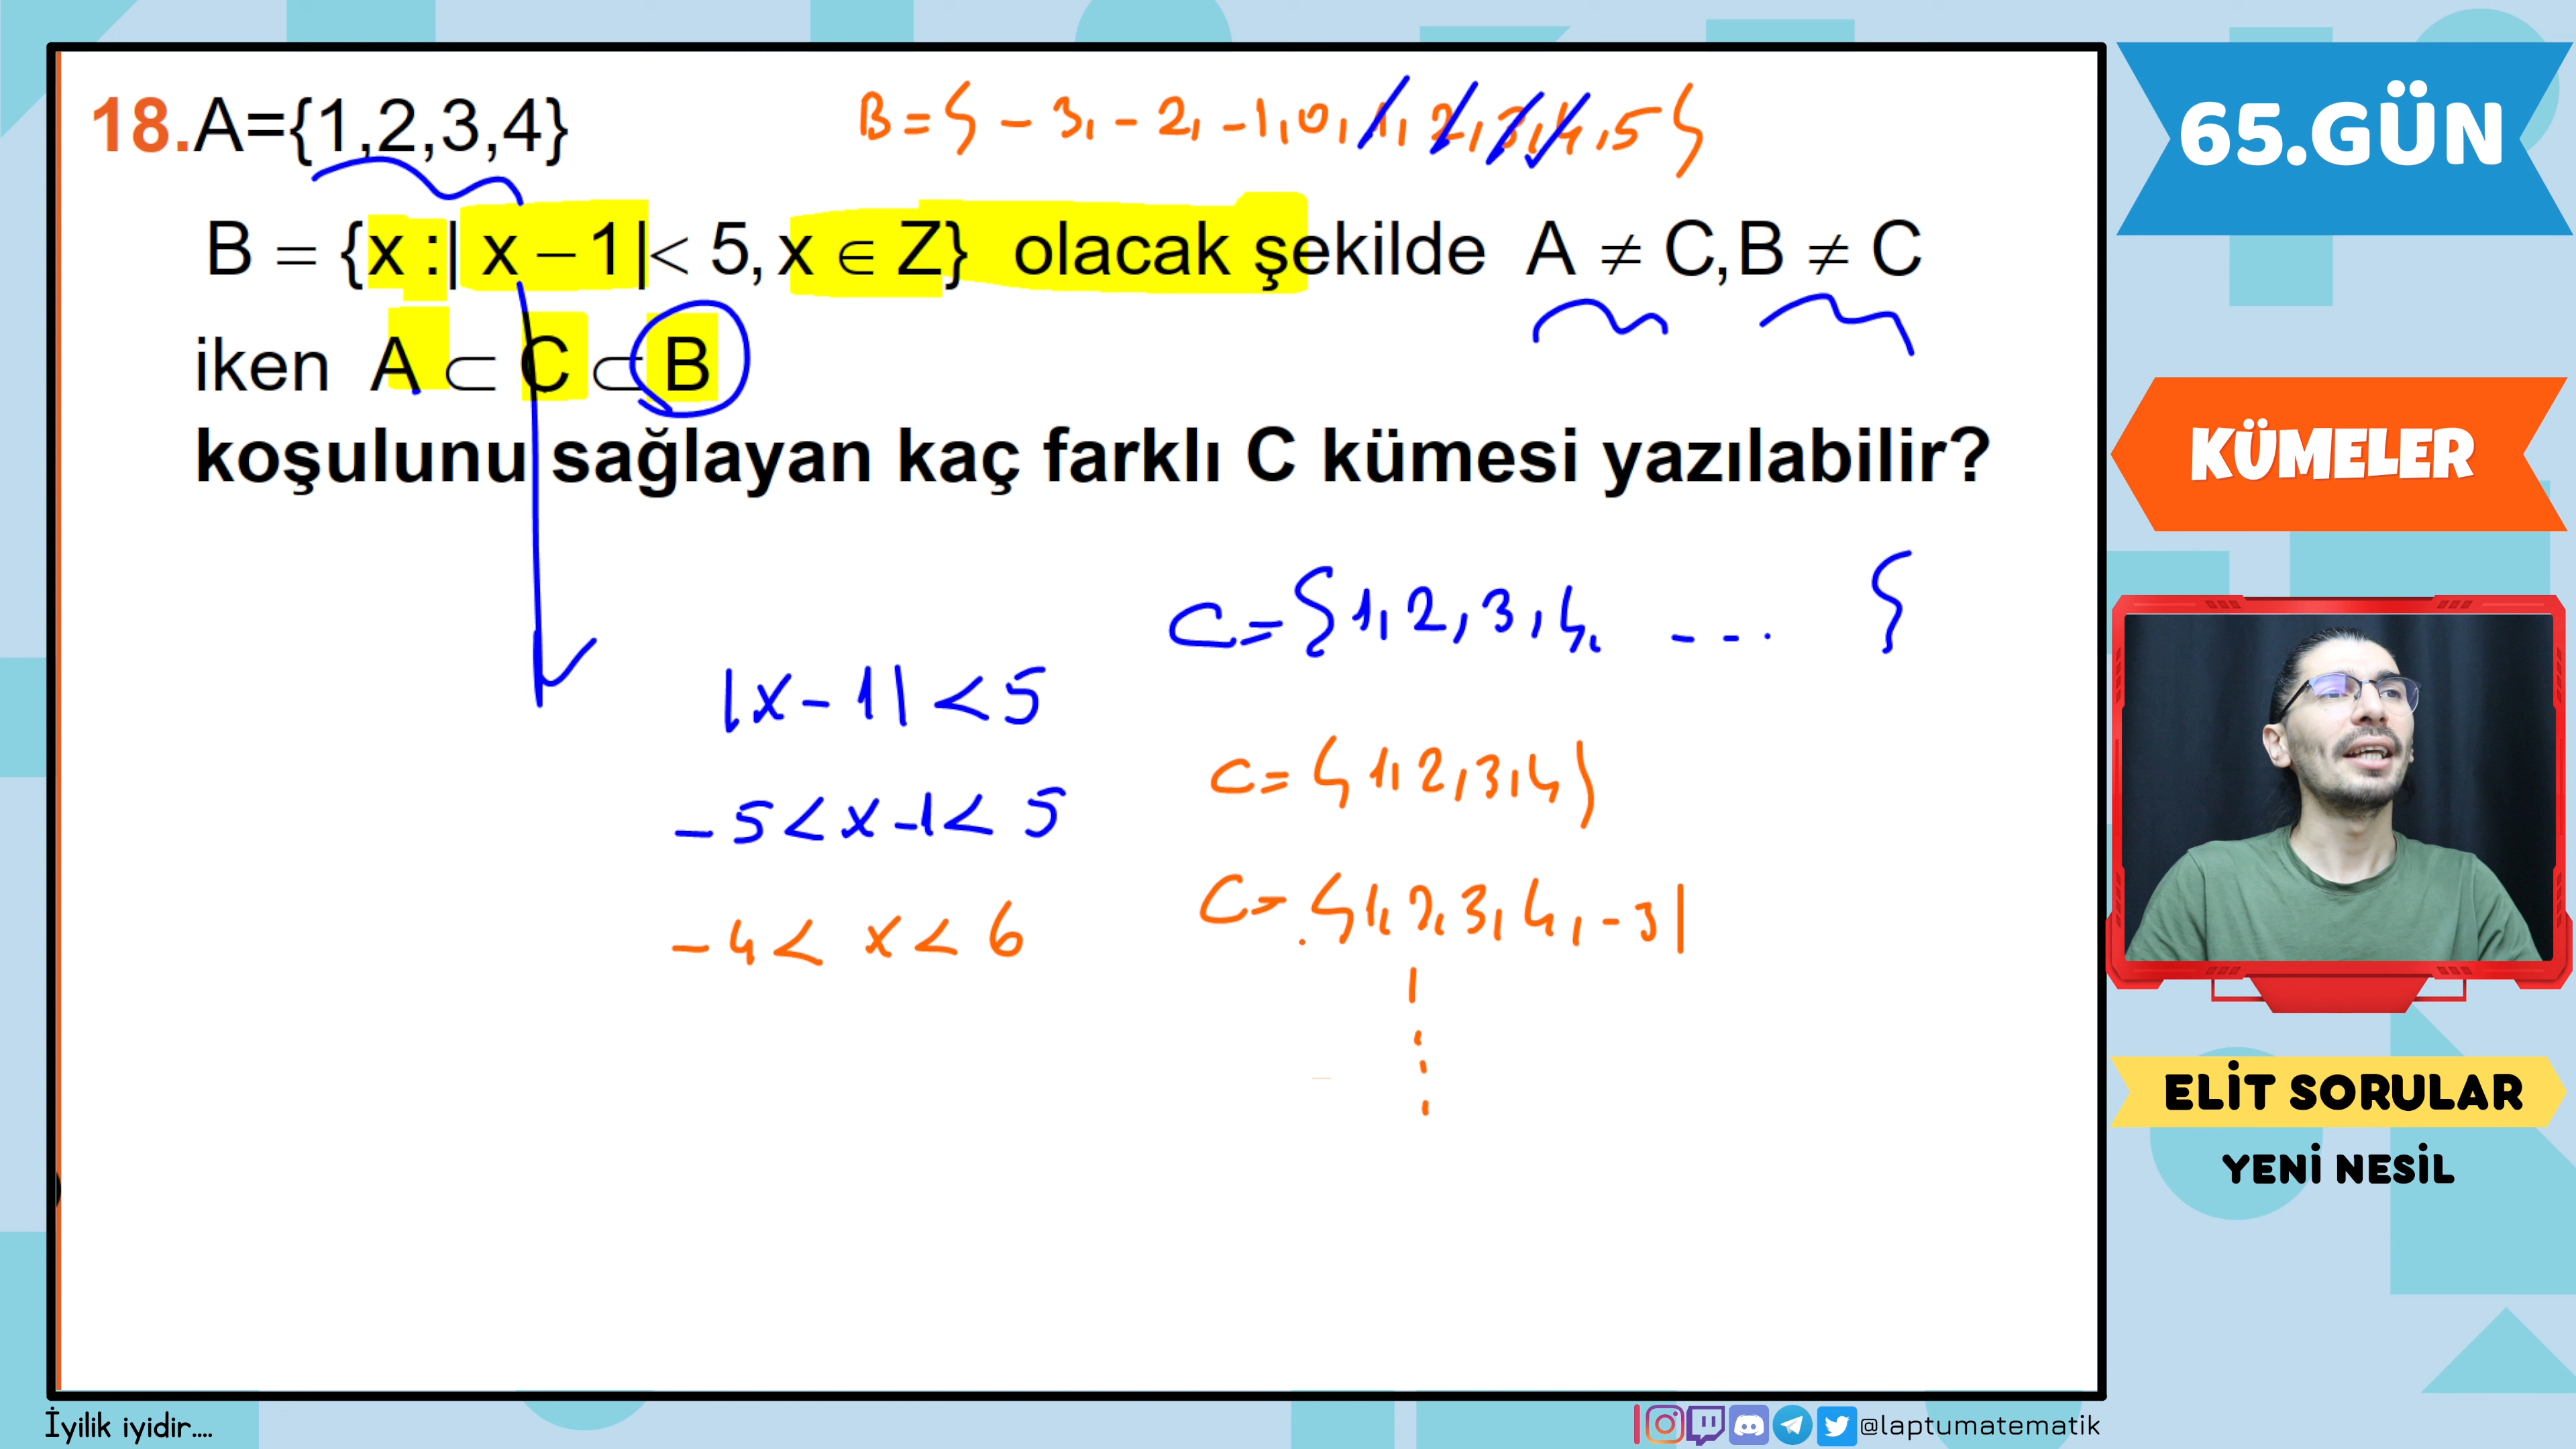 18. A={1,2,3,4}
B = { -3, -2, -1, 0, 1, 2, 3, 4, 5 }
B = {x :| x – 1|< 5, x ∈ Z} olacak şekilde A ≠ C, B ≠ C
iken A ⊂ C ⊂ B
koşulunu sağlayan kaç farklı C kümesi yazılabilir?
C = { 1, 2, 3, 4, ... }
|x - 1| < 5
C = { 1, 2, 3, 4 }
-5 < x - 1 < 5
C = { 1, 2, 3, 4, -3 }
-4 < x < 6
65.GÜN
KÜMELER
ELİT SORULAR
YENİ NESİL
İyilik iyidir....
@laptumatematik